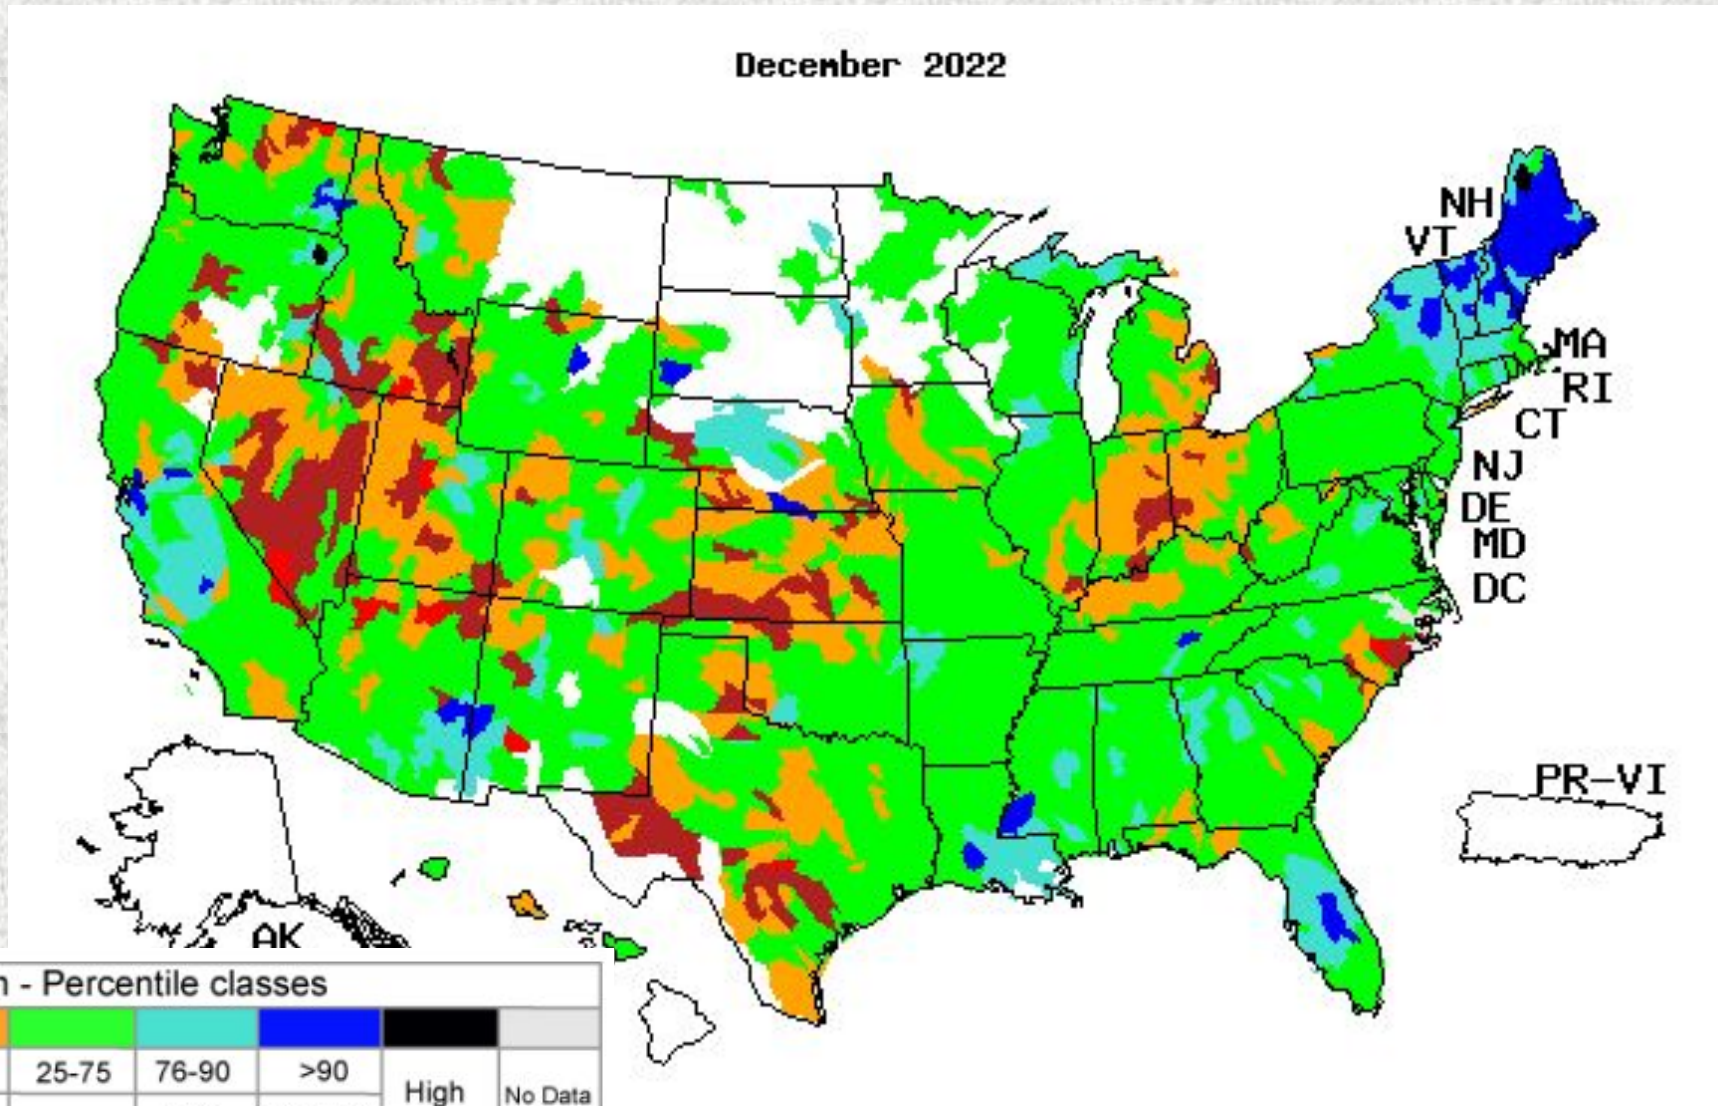 December 2022
NH
VT
MA
RI
CT
NJ
DE
MD
DC
PR-VI
AK
- Percentile classes
25-75 76-90 >90 High No Data